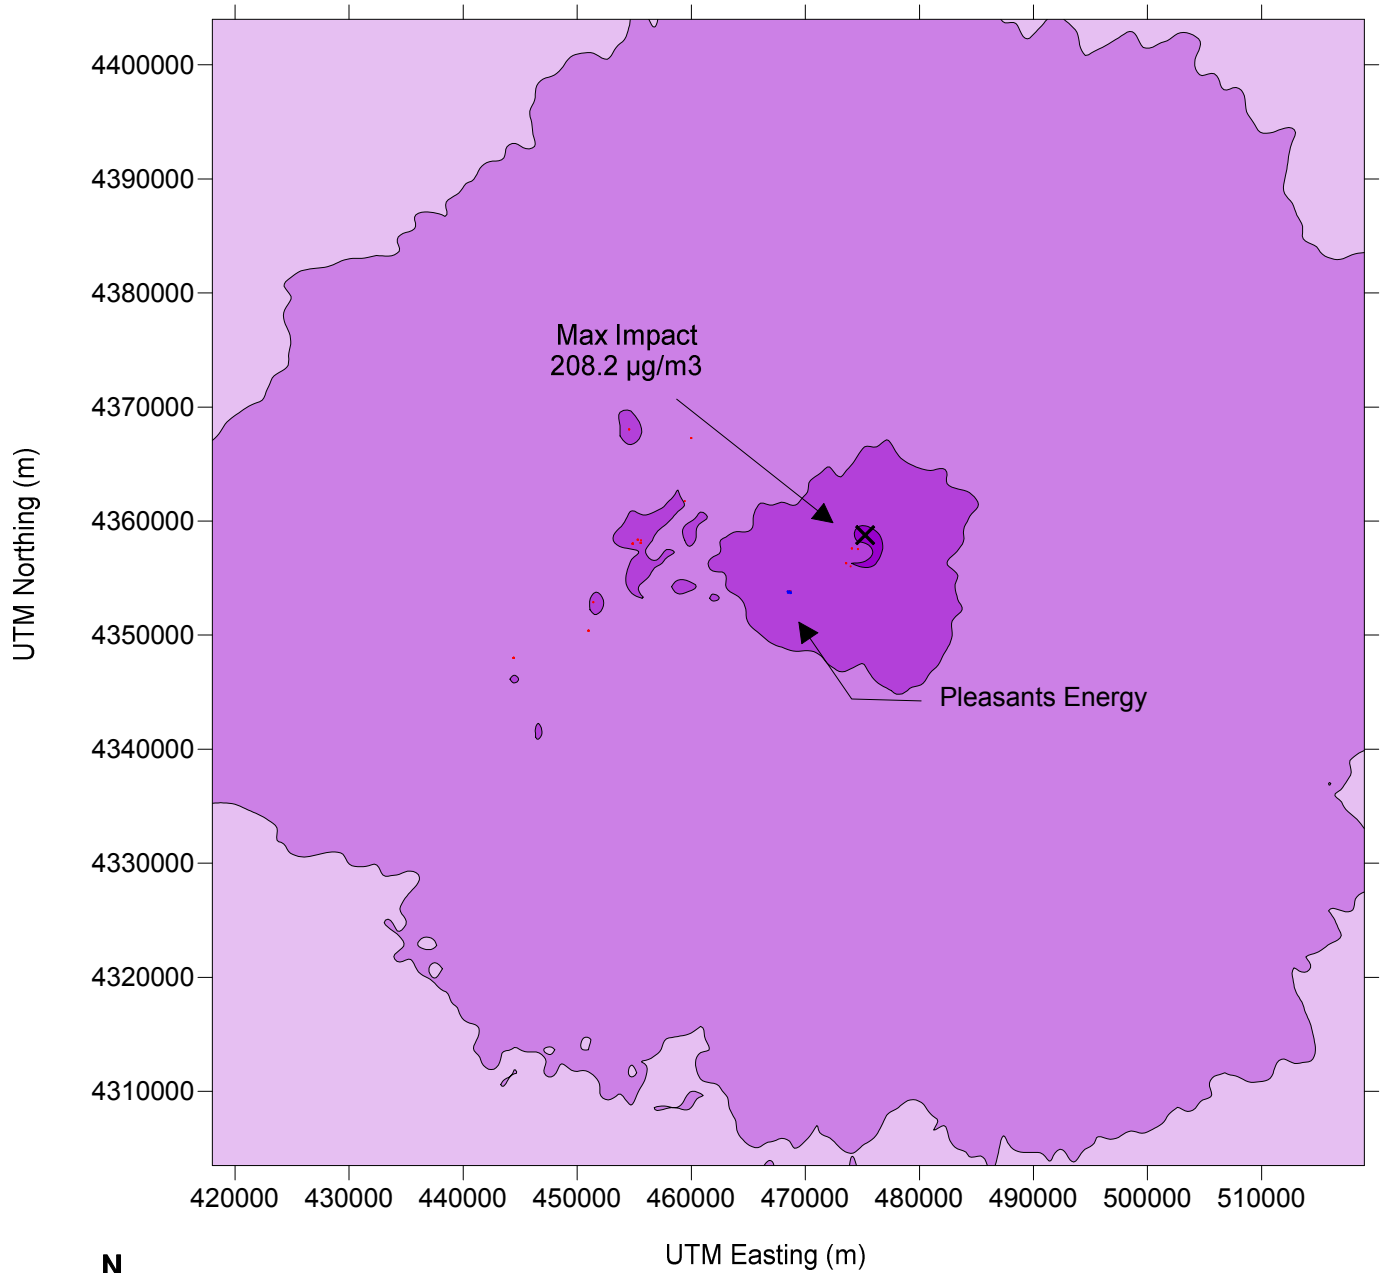 4400000
4390000
4380000
4370000
4360000
4350000
4340000
4330000
4320000
4310000
UTM Northing (m)
Max Impact
208.2 µg/m3
Pleasants Energy
420000 430000 440000 450000 460000 470000 480000 490000 500000 510000
UTM Easting (m)
N